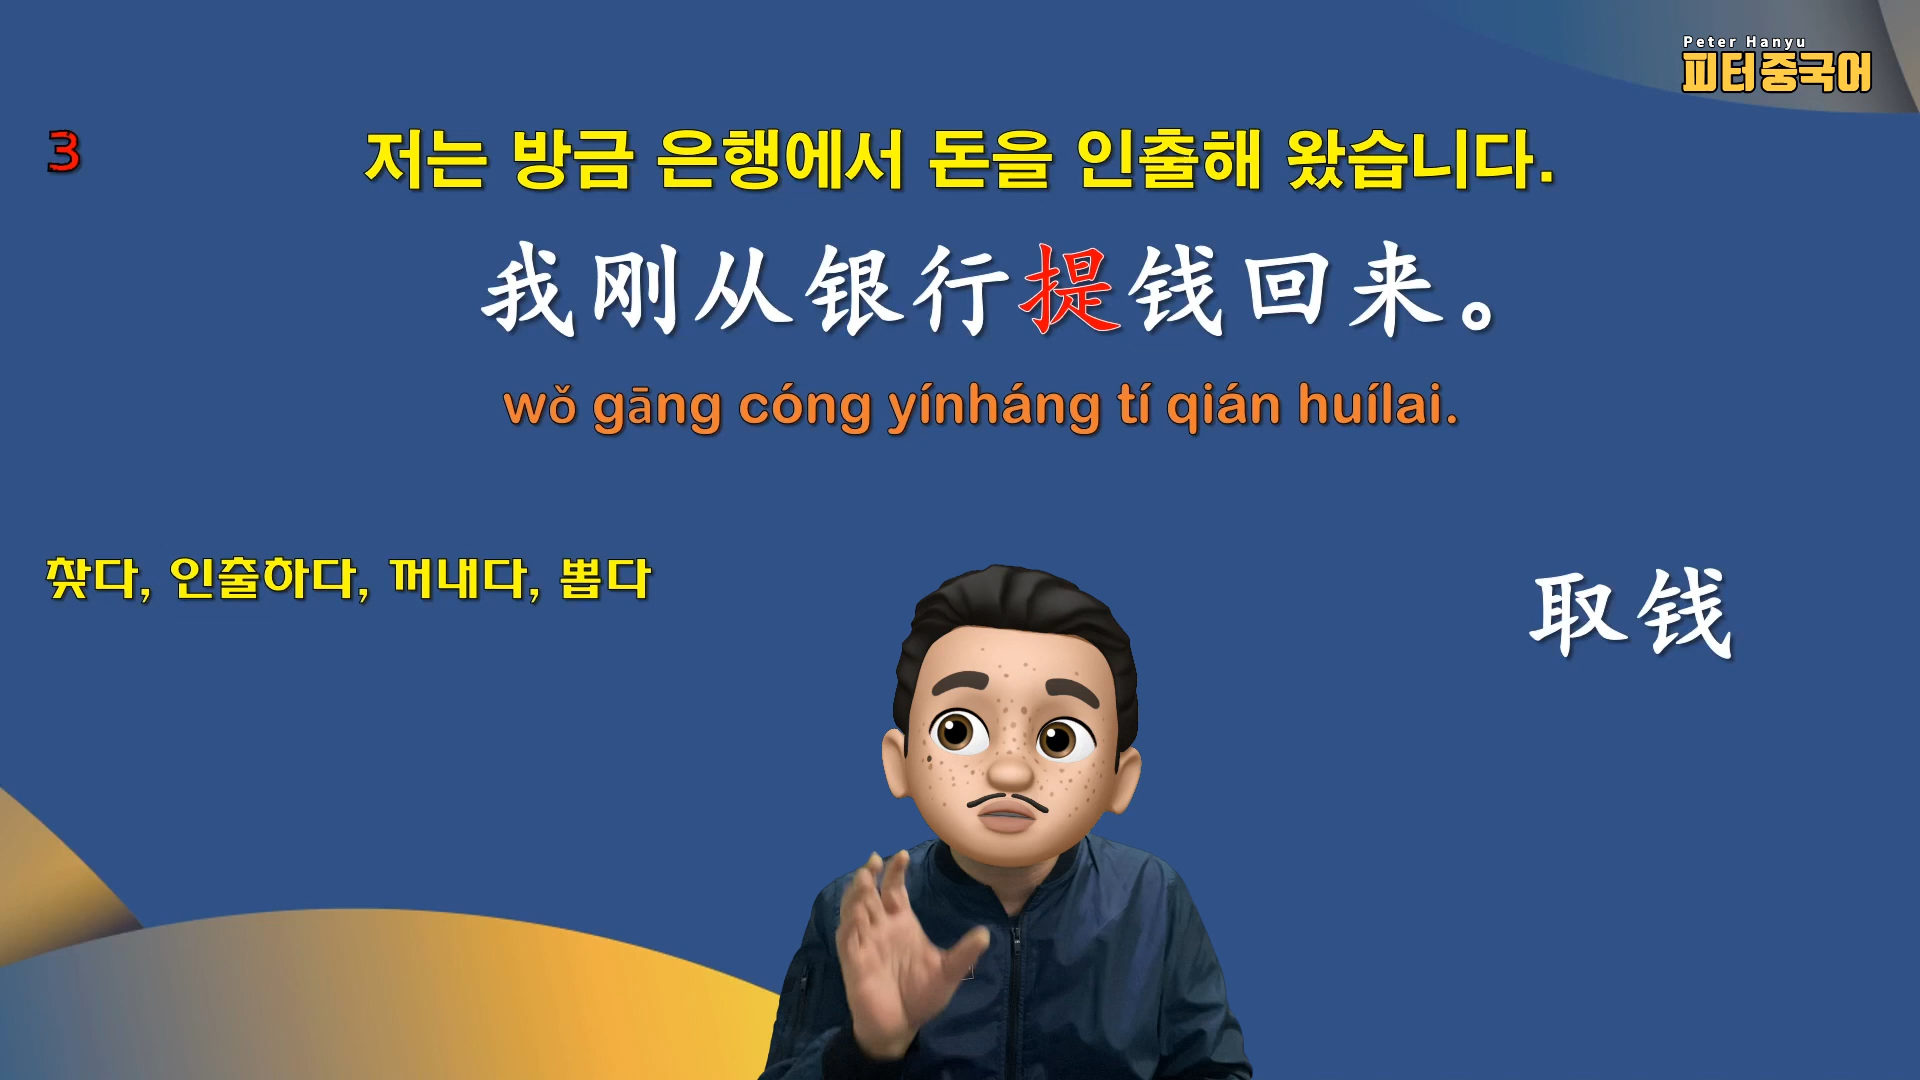 Peter Hanyu
피터중국어
3
저는 방금 은행에서 돈을 인출해 왔습니다.
我刚从银行提钱回来。
wǒ gāng cóng yínháng tí qián huílai.
찾다, 인출하다, 꺼내다, 뽑다
取钱